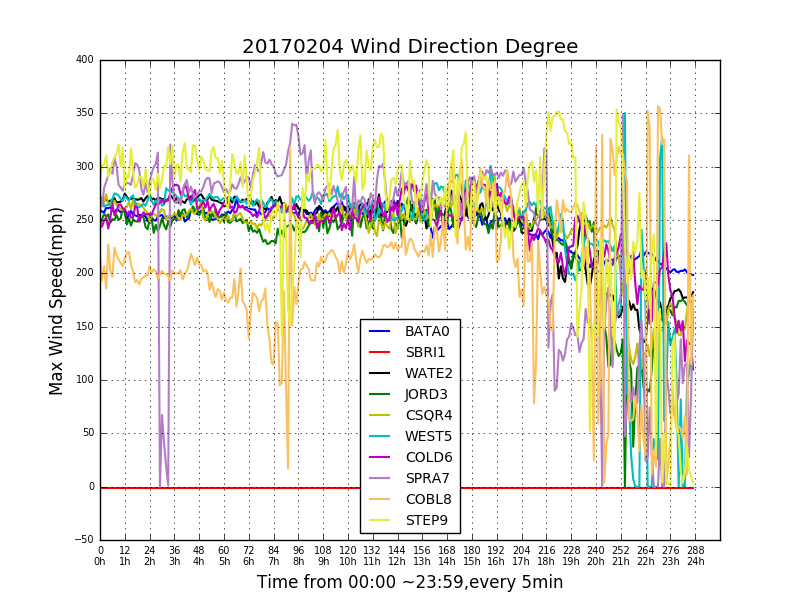 20170204 Wind Direction Degree
Max Wind Speed(mph)
400
350
300
250
200
150
100
50
0
−50
BATA0
SBRI1
WATE2
JORD3
CSQR4
WEST5
COLD6
SPRA7
COBL8
STEP9
0 12 24 36 48 60 72 84 96 108 120 132 144 156 168 180 192 204 216 228 240 252 264 276 288
0h 1h 2h 3h 4h 5h 6h 7h 8h 9h 10h 11h 12h 13h 14h 15h 16h 17h 18h 19h 20h 21h 22h 23h 24h
Time from 00:00 ~23:59,every 5min